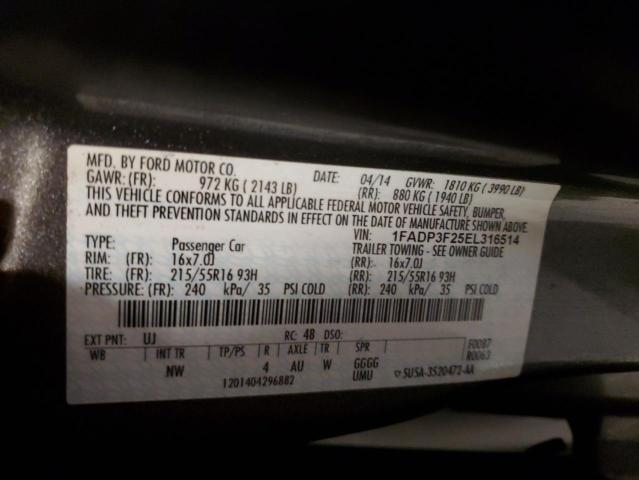 MFD. BY FORD MOTOR CO. DATE: 04/14 GVWR: 1810 KG ( 3990 LB)
GAWR: (FR): 972 KG ( 2143 LB) (RR): 880 KG ( 1940 LB)
THIS VEHICLE CONFORMS TO ALL APPLICABLE FEDERAL MOTOR VEHICLE SAFETY, BUMPER,
AND THEFT PREVENTION STANDARDS IN EFFECT ON THE DATE OF MANUFACTURE SHOWN ABOVE.
VIN: 1FADP3F25EL316514
TYPE: Passenger Car TRAILER TOWING - SEE OWNER GUIDE
RIM: (FR): 16x7.0J (RR): 16x7.0J
TIRE: (FR): 215/55R16 93H (RR): 215/55R16 93H
PRESSURE: (FR): 240 kPa/ 35 PSI COLD (RR): 240 kPa/ 35 PSI COLD
EXT PNT: UJ RC: 48 DSO: F0087
R0063
WB INT TR TP/PS R AXLE TR SPR
NW 4 AU W GGGG
UMU
1201404296882 5U5A-3520472-AA